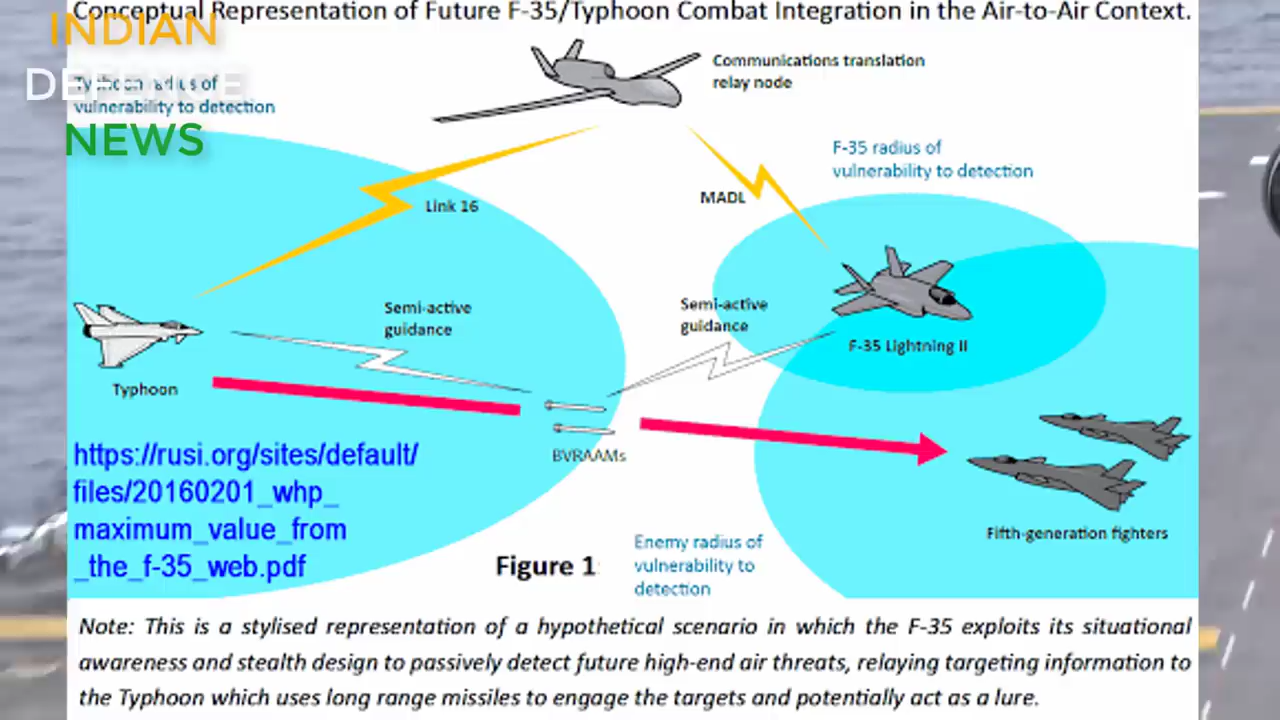 Conceptual Representation of Future F-35/Typhoon Combat Integration in the Air-to-Air Context.
INDIAN
DEFENCE
NEWS
Typhoon radius of
vulnerability to detection
Communications translation
relay node
F-35 radius of
vulnerability to detection
Link 16
MADL
Semi-active
guidance
Semi-active
guidance
F-35 Lightning II
Typhoon
BVRAAMs
https://rusi.org/sites/default/
files/20160201_whp_
maximum_value_from
_the_f-35_web.pdf
Fifth-generation fighters
Figure 1:
Enemy radius of
vulnerability to
detection
Note: This is a stylised representation of a hypothetical scenario in which the F-35 exploits its situational
awareness and stealth design to passively detect future high-end air threats, relaying targeting information to
the Typhoon which uses long range missiles to engage the targets and potentially act as a lure.